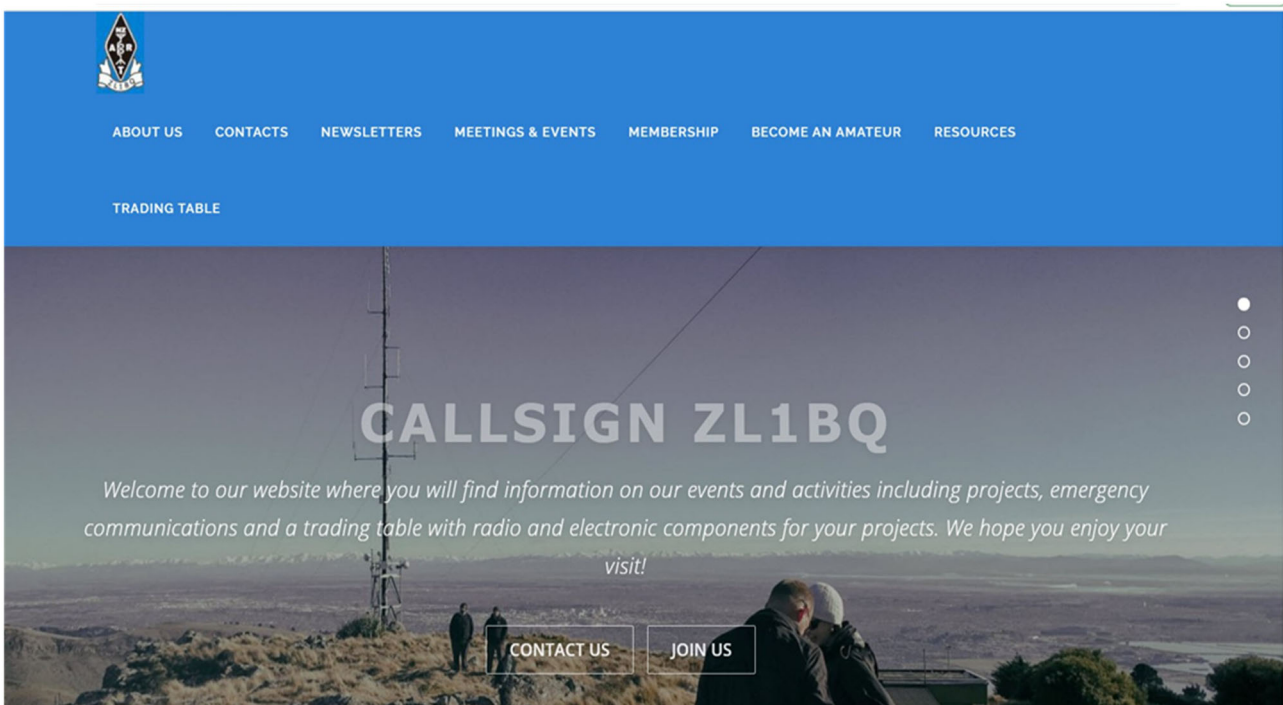 NZ
A R
T
ZL1BQ
ABOUT US CONTACTS NEWSLETTERS MEETINGS & EVENTS MEMBERSHIP BECOME AN AMATEUR RESOURCES
TRADING TABLE
CALLSIGN ZL1BQ
Welcome to our website where you will find information on our events and activities including projects, emergency
communications and a trading table with radio and electronic components for your projects. We hope you enjoy your
visit!
CONTACT US JOIN US